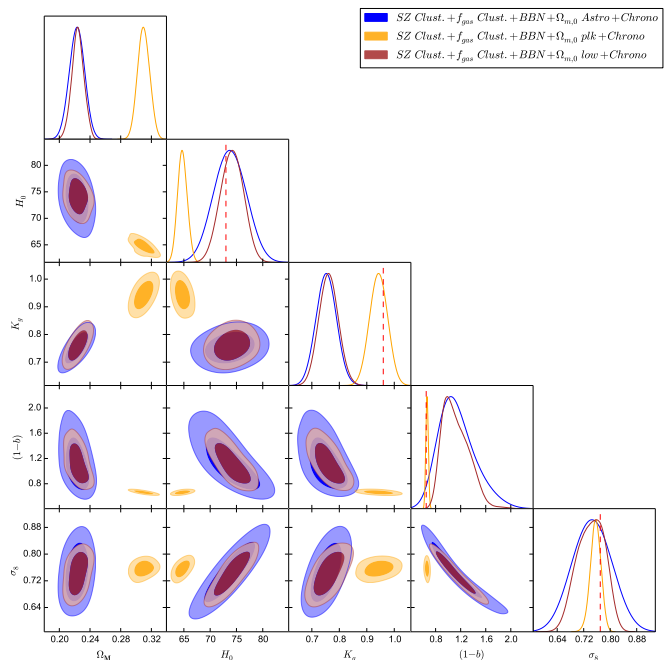 SZ Clust.+f_gas Clust.+BBN+Ω_m,0 Astro+Chrono
SZ Clust.+f_gas Clust.+BBN+Ω_m,0 plk+Chrono
SZ Clust.+f_gas Clust.+BBN+Ω_m,0 low+Chrono
H_0
80
75
70
65
K_g
1.0
0.9
0.8
0.7
(1−b)
2.0
1.6
1.2
0.8
σ_8
0.88
0.80
0.72
0.64
0.20 0.24 0.28 0.32 65 70 75 80 0.7 0.8 0.9 1.0 0.8 1.2 1.6 2.0 0.64 0.72 0.80 0.88
Ω_M H_0 K_g (1−b) σ_8